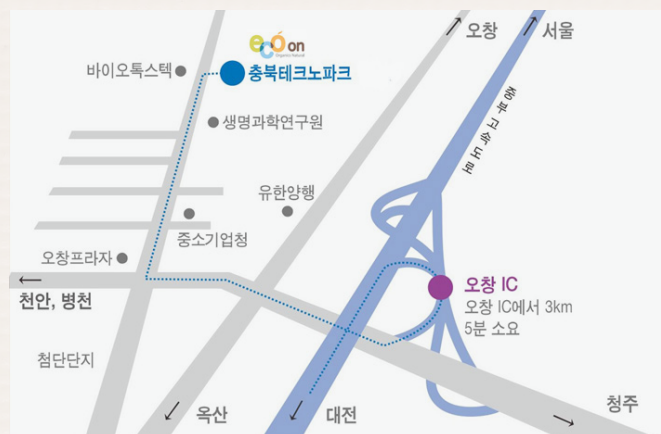 eco on
오창
서울
바이오톡스텍
충북테크노파크
중부고속도로
생명과학연구원
유한양행
중소기업청
오창프라자
천안, 병천
오창 IC
오창 IC에서 3km
5분 소요
첨단단지
옥산
대전
청주